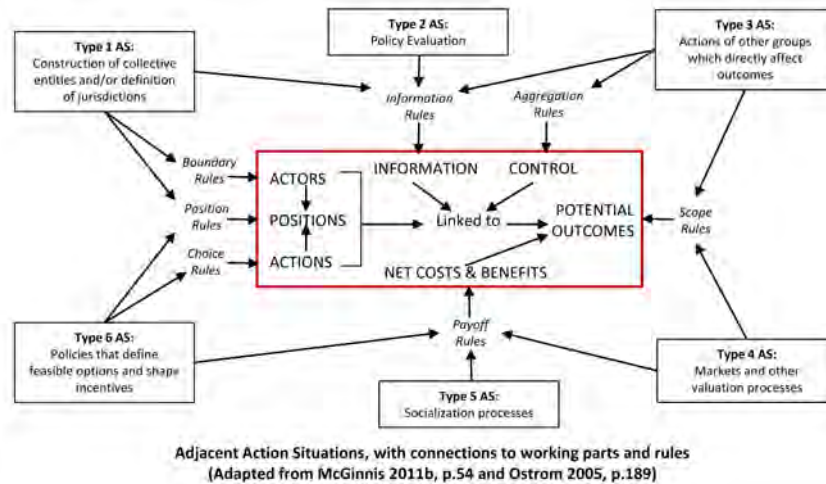 Type 1 AS:
Construction of collective
entities and/or definition
of jurisdictions
Type 2 AS:
Policy Evaluation
Type 3 AS:
Actions of other groups
which directly affect
outcomes
Information
Rules
Aggregation
Rules
Boundary
Rules
Position
Rules
Choice
Rules
ACTORS
POSITIONS
ACTIONS
INFORMATION
CONTROL
Linked to
POTENTIAL
OUTCOMES
NET COSTS & BENEFITS
Scope
Rules
Payoff
Rules
Type 6 AS:
Policies that define
feasible options and shape
incentives
Type 5 AS:
Socialization processes
Type 4 AS:
Markets and other
valuation processes
Adjacent Action Situations, with connections to working parts and rules
(Adapted from McGinnis 2011b, p.54 and Ostrom 2005, p.189)